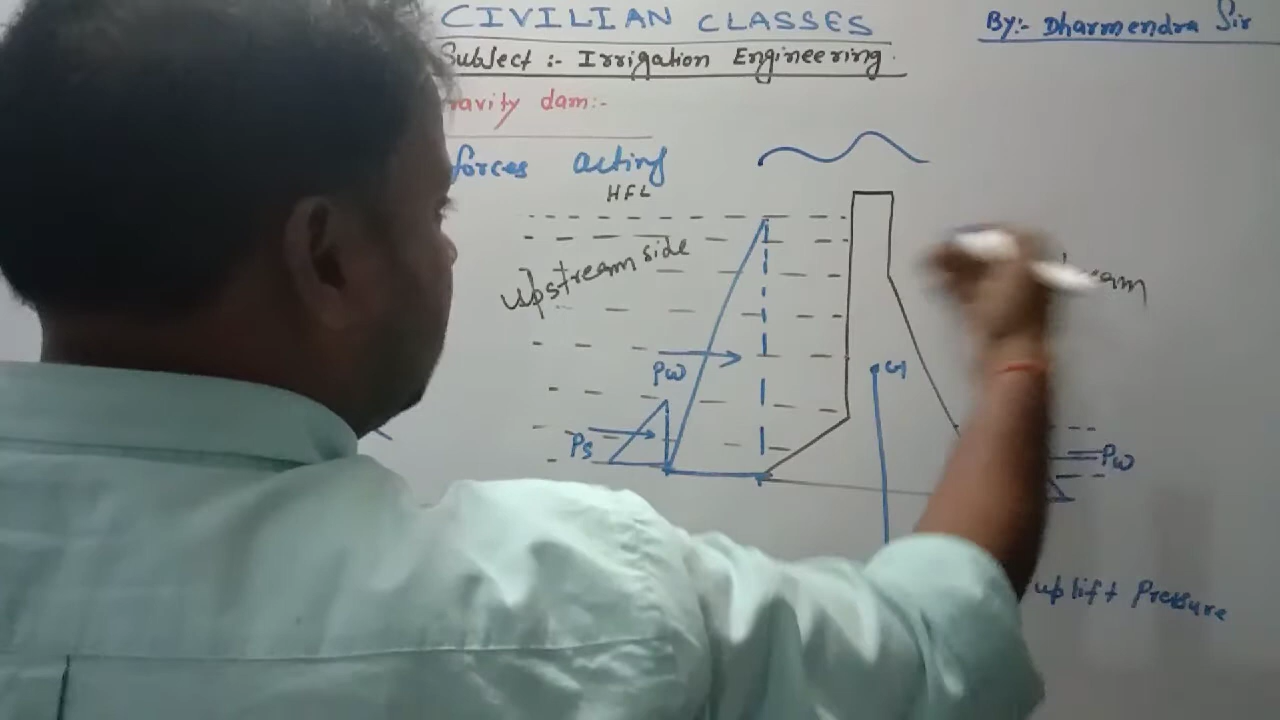 CIVILIAN CLASSES
By:- Dharmendra Sir
Subject :- Irrigation Engineering.
ravity dam:-
forces acting
HFL
upstream side
eam
Pw
G
Ps
Pw
uplift Pressure